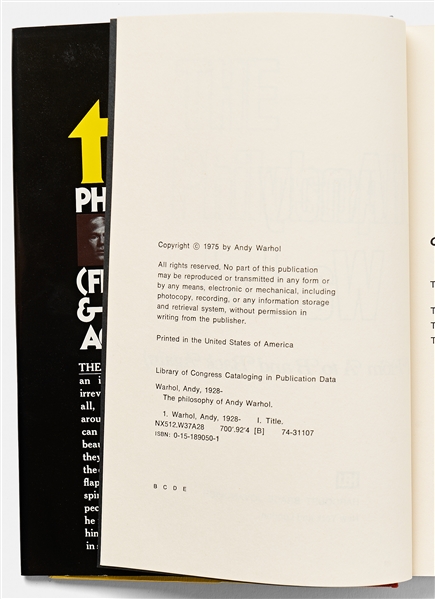 t
PH
(F
&
A
THE
an i
irrev
all,
arou
can
beau
they
the
flap
spi
peo
he
him
in
Copyright © 1975 by Andy Warhol
All rights reserved. No part of this publication
may be reproduced or transmitted in any form or
by any means, electronic or mechanical, including
photocopy, recording, or any information storage
and retrieval system, without permission in
writing from the publisher.
Printed in the United States of America
Library of Congress Cataloging in Publication Data
Warhol, Andy, 1928-
The philosophy of Andy Warhol.
1. Warhol, Andy, 1928- I. Title.
NX512.W37A28 700'.92'4 [B] 74-31107
ISBN: 0-15-189050-1
B C D E
T
T
T
T